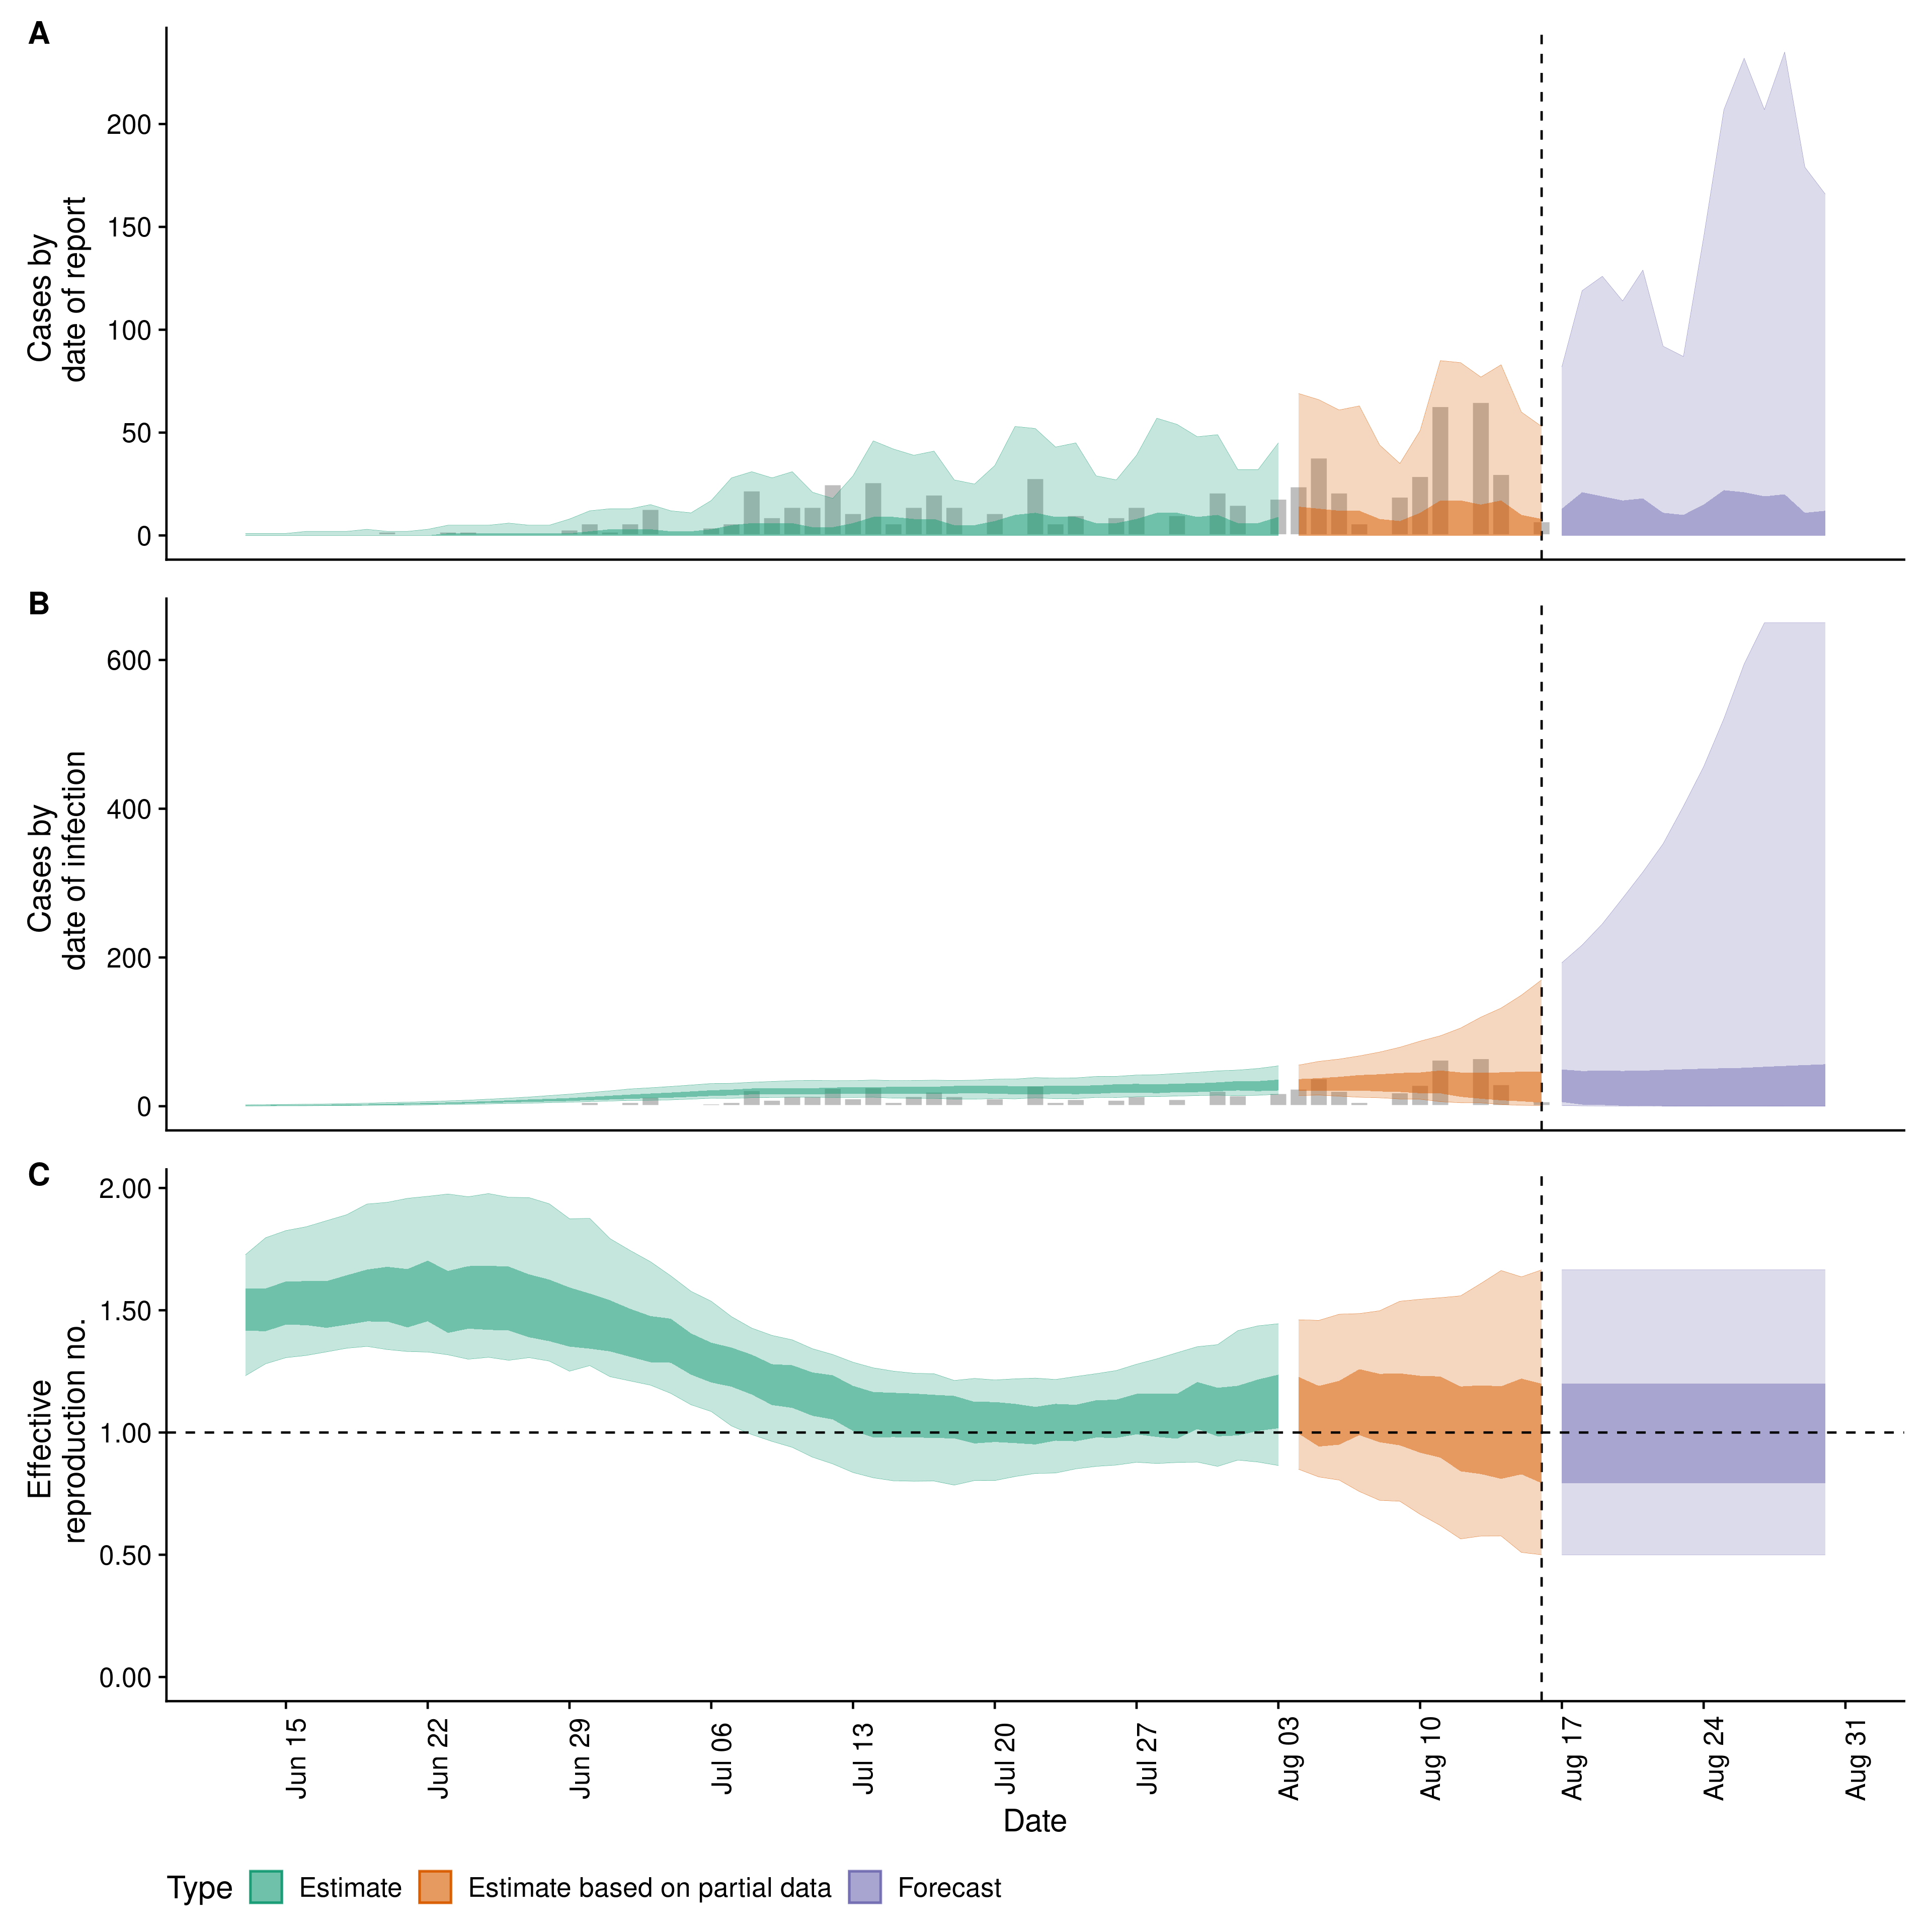 A
Cases by
date of report
200
150
100
50
0
B
Cases by
date of infection
600
400
200
0
C
Effective
reproduction no.
2.00
1.50
1.00
0.50
0.00
Jun 15
Jun 22
Jun 29
Jul 06
Jul 13
Jul 20
Jul 27
Aug 03
Aug 10
Aug 17
Aug 24
Aug 31
Date
Type Estimate Estimate based on partial data Forecast